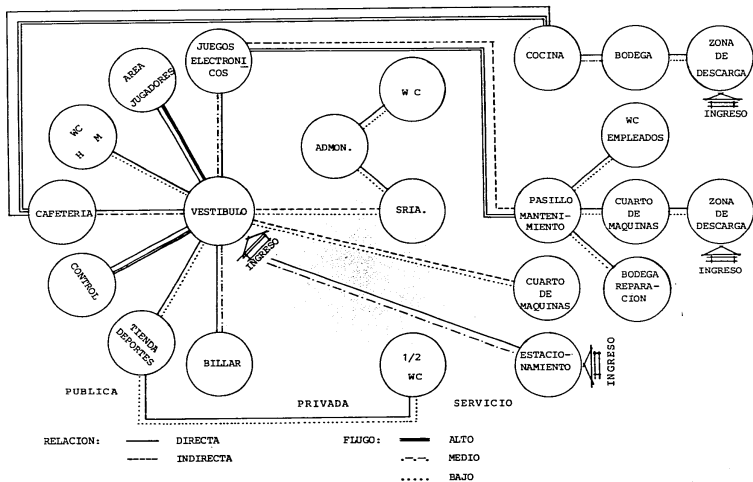 JUEGOS
ELECTRONI
COS
AREA
JUGADORES
WC
H M
CAFETERIA
VESTIBULO
CONTROL
TIENDA
DEPORTES
BILLAR
INGRESO
WC
ADMON.
SRIA.
COCINA
BODEGA
ZONA
DE
DESCARGA
INGRESO
WC
EMPLEADOS
PASILLO
MANTENI-
MIENTO
CUARTO
DE
MAQUINAS
ZONA
DE
DESCARGA
INGRESO
BODEGA
REPARA-
CION
CUARTO
DE
MAQUINAS
1/2
WC
ESTACIO-
NAMIENTO
INGRESO
PUBLICA
PRIVADA
SERVICIO
RELACION: DIRECTA
INDIRECTA
FLUGO: ALTO
MEDIO
BAJO